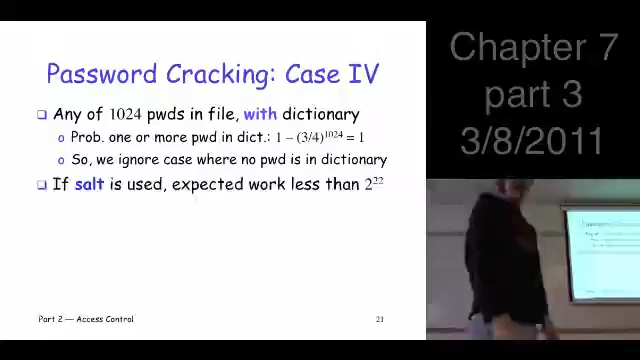 Password Cracking: Case IV
❑ Any of 1024 pwds in file, with dictionary
o Prob. one or more pwd in dict.: 1 – (3/4)^1024 = 1
o So, we ignore case where no pwd is in dictionary
❑ If salt is used, expected work less than 2^22
Part 2 — Access Control
21
Chapter 7
part 3
3/8/2011